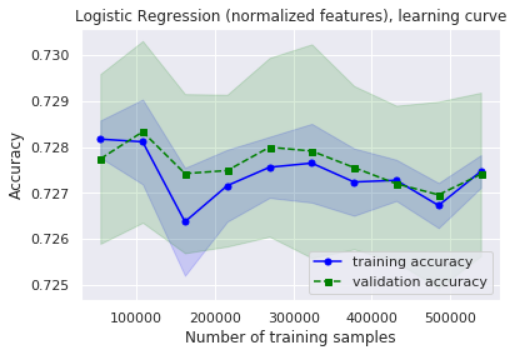 Logistic Regression (normalized features), learning curve
0.730
0.729
0.728
0.727
0.726
0.725
Accuracy
training accuracy
validation accuracy
100000 200000 300000 400000 500000
Number of training samples